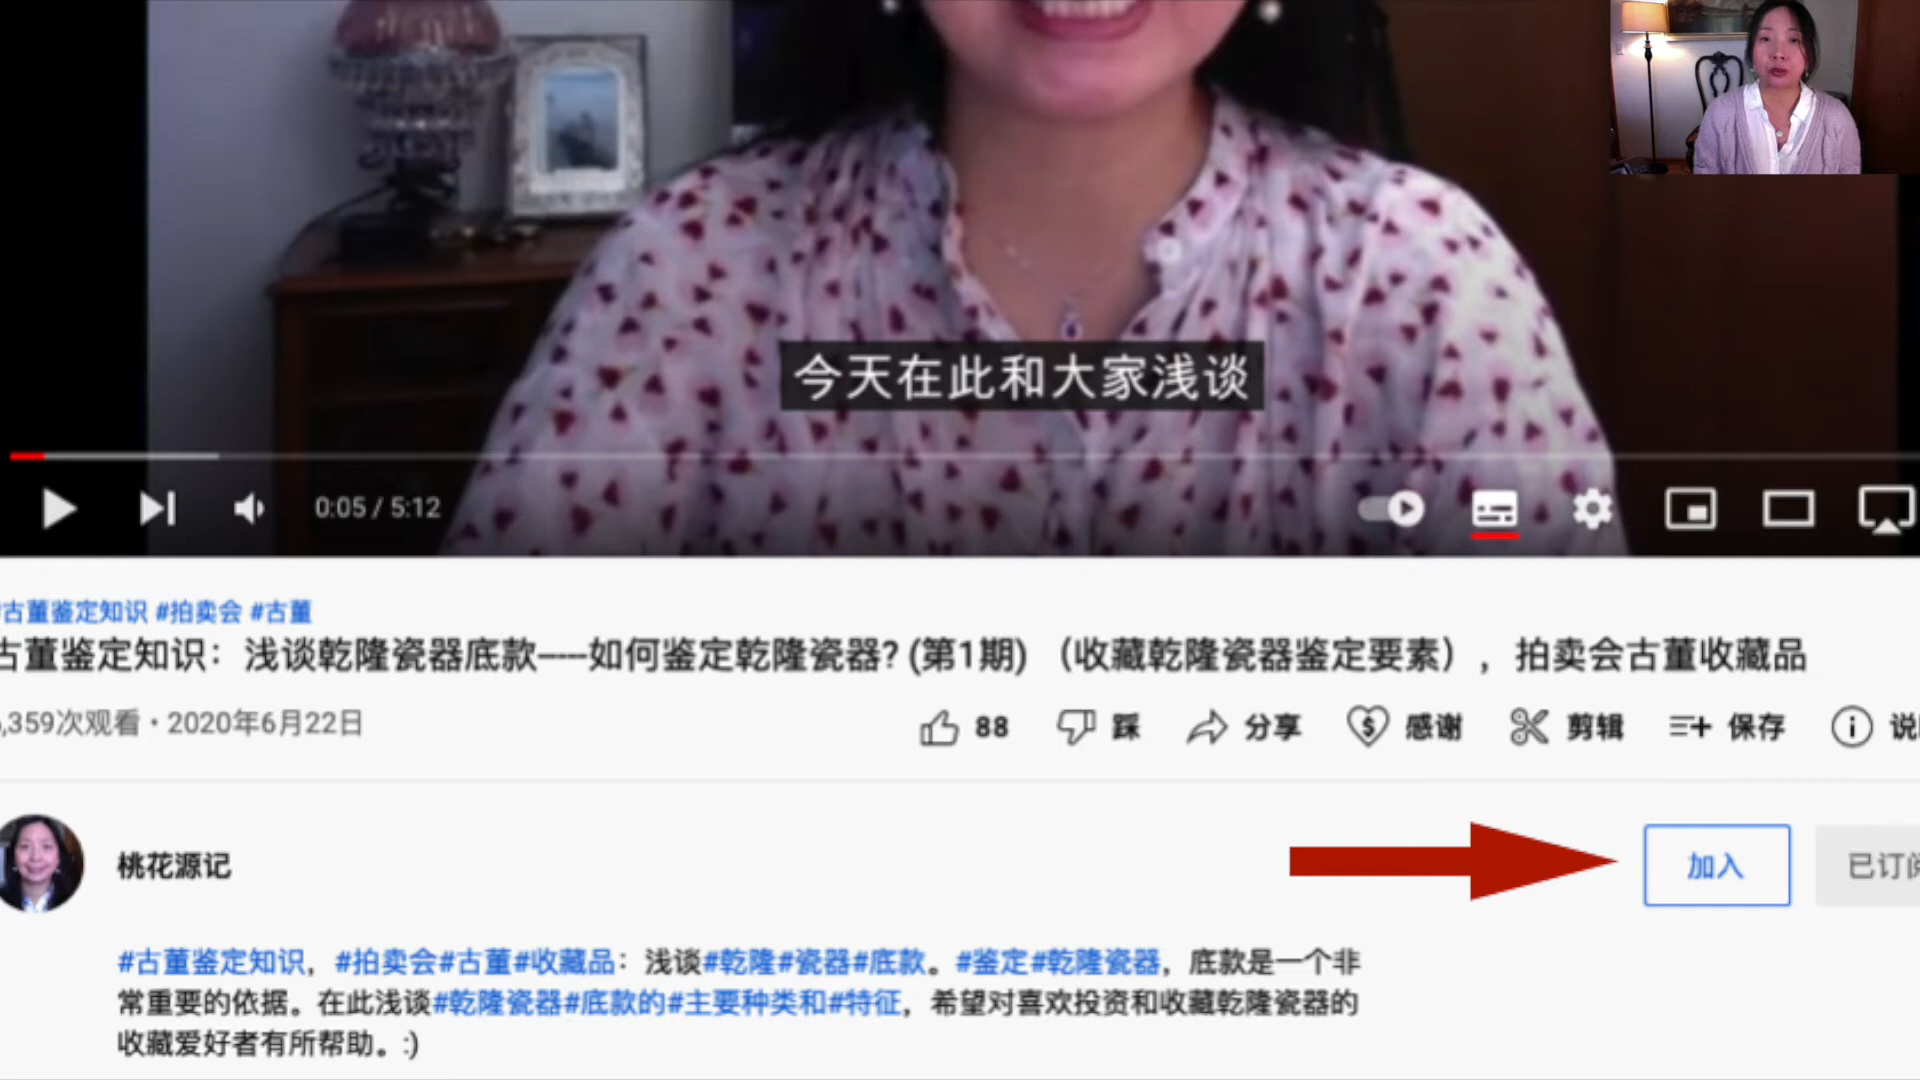 今天在此和大家浅谈
0:05 / 5:12
古董鉴定知识 #拍卖会 #古董
古董鉴定知识：浅谈乾隆瓷器底款——如何鉴定乾隆瓷器? (第1期) （收藏乾隆瓷器鉴定要素），拍卖会古董收藏品
,359次观看・2020年6月22日
88 踩 分享 感谢 剪辑 保存
桃花源记
加入
已订阅
#古董鉴定知识，#拍卖会#古董#收藏品：浅谈#乾隆#瓷器#底款。#鉴定#乾隆瓷器，底款是一个非
常重要的依据。在此浅谈#乾隆瓷器#底款的#主要种类和#特征，希望对喜欢投资和收藏乾隆瓷器的
收藏爱好者有所帮助。:)